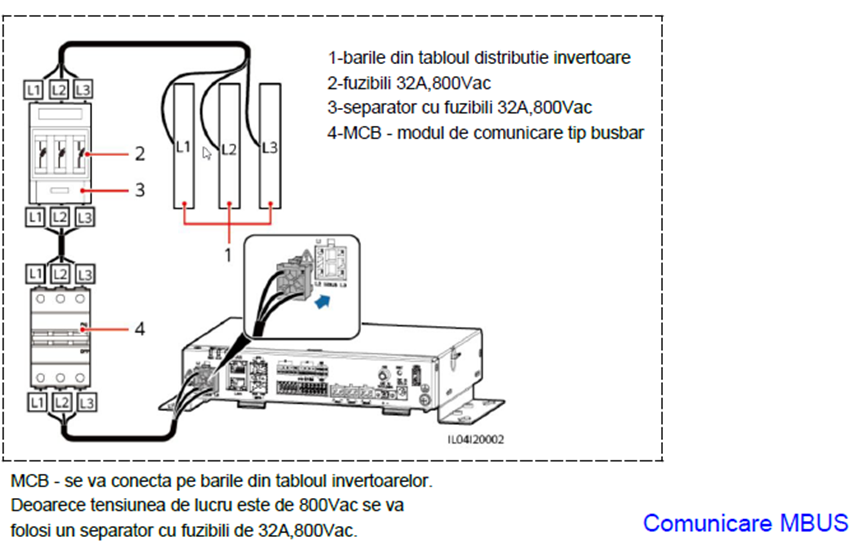 1-barile din tabloul distributie invertoare
2-fuzibili 32A,800Vac
3-separator cu fuzibili 32A,800Vac
4-MCB - modul de comunicare tip busbar
L1 L2 L3
L1 L2 L3
2
3
L1 L2 L3
1
L1 L2 L3
4
L1 L2 L3
L2 L3
IL04I20002
MCB - se va conecta pe barile din tabloul invertoarelor.
Deoarece tensiunea de lucru este de 800Vac se va
folosi un separator cu fuzibili de 32A,800Vac.
Comunicare MBUS